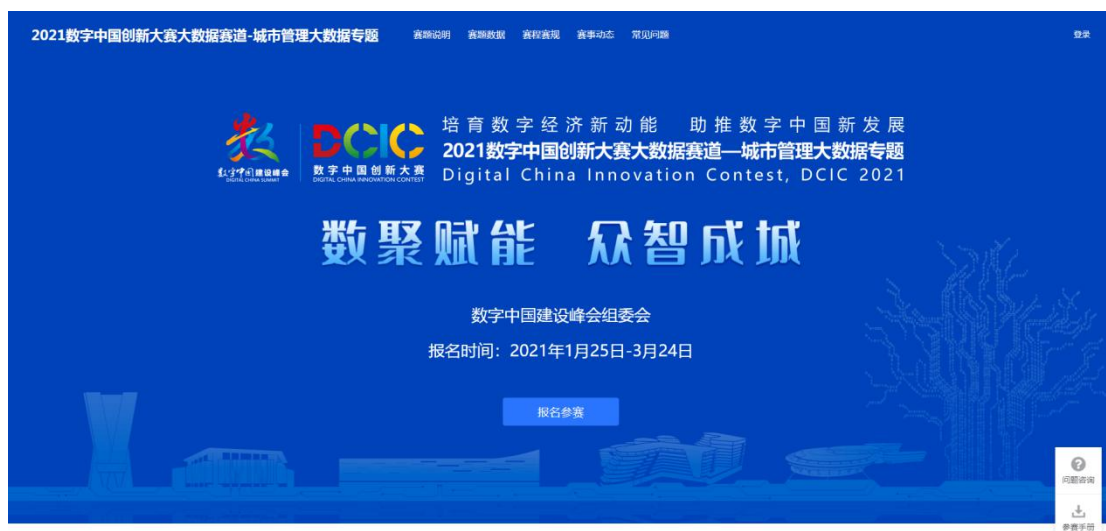 2021数字中国创新大赛大数据赛道-城市管理大数据专题 赛题说明 赛题数据 赛程赛规 赛事动态 常见问题 登录
培育数字经济新动能 助推数字中国新发展
2021数字中国创新大赛大数据赛道—城市管理大数据专题
Digital China Innovation Contest, DCIC 2021
数字中国建设峰会
DIGITAL CHINA SUMMIT
DCIC
数字中国创新大赛
DIGITAL CHINA INNOVATION CONTEST
数聚赋能 众智成城
数字中国建设峰会组委会
报名时间：2021年1月25日-3月24日
报名参赛
问题咨询
参赛手册